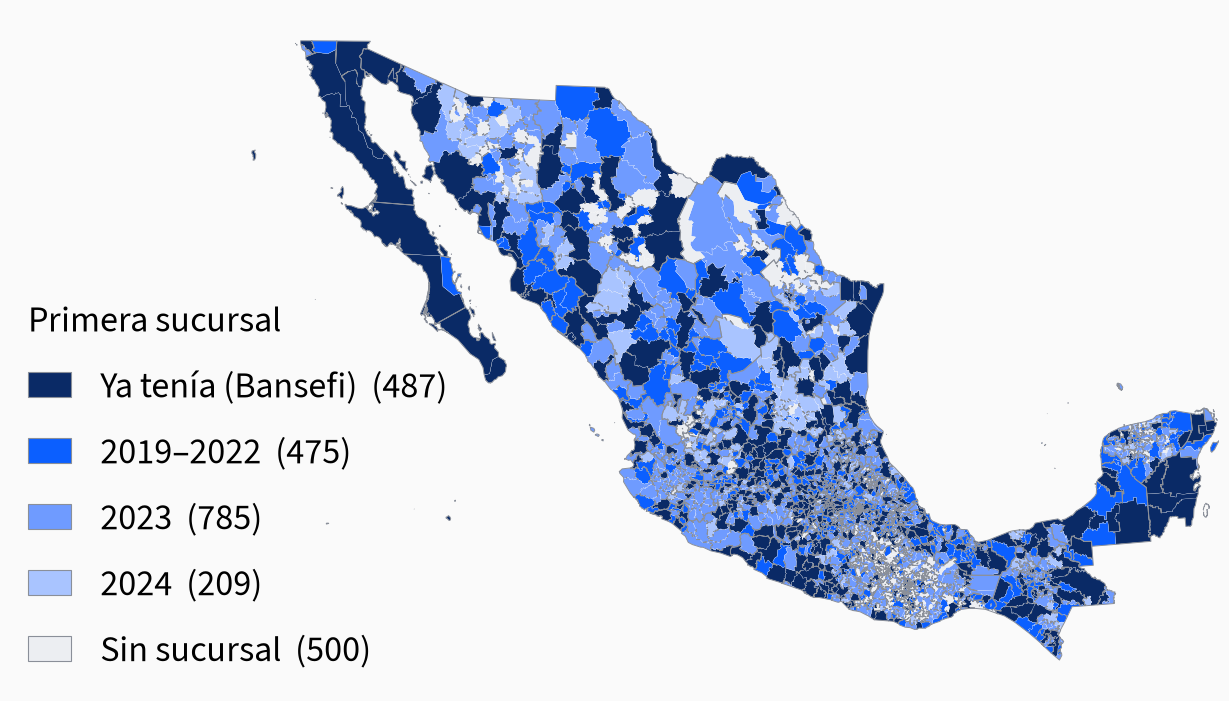 Primera sucursal
Ya tenía (Bansefi) (487)
2019–2022 (475)
2023 (785)
2024 (209)
Sin sucursal (500)